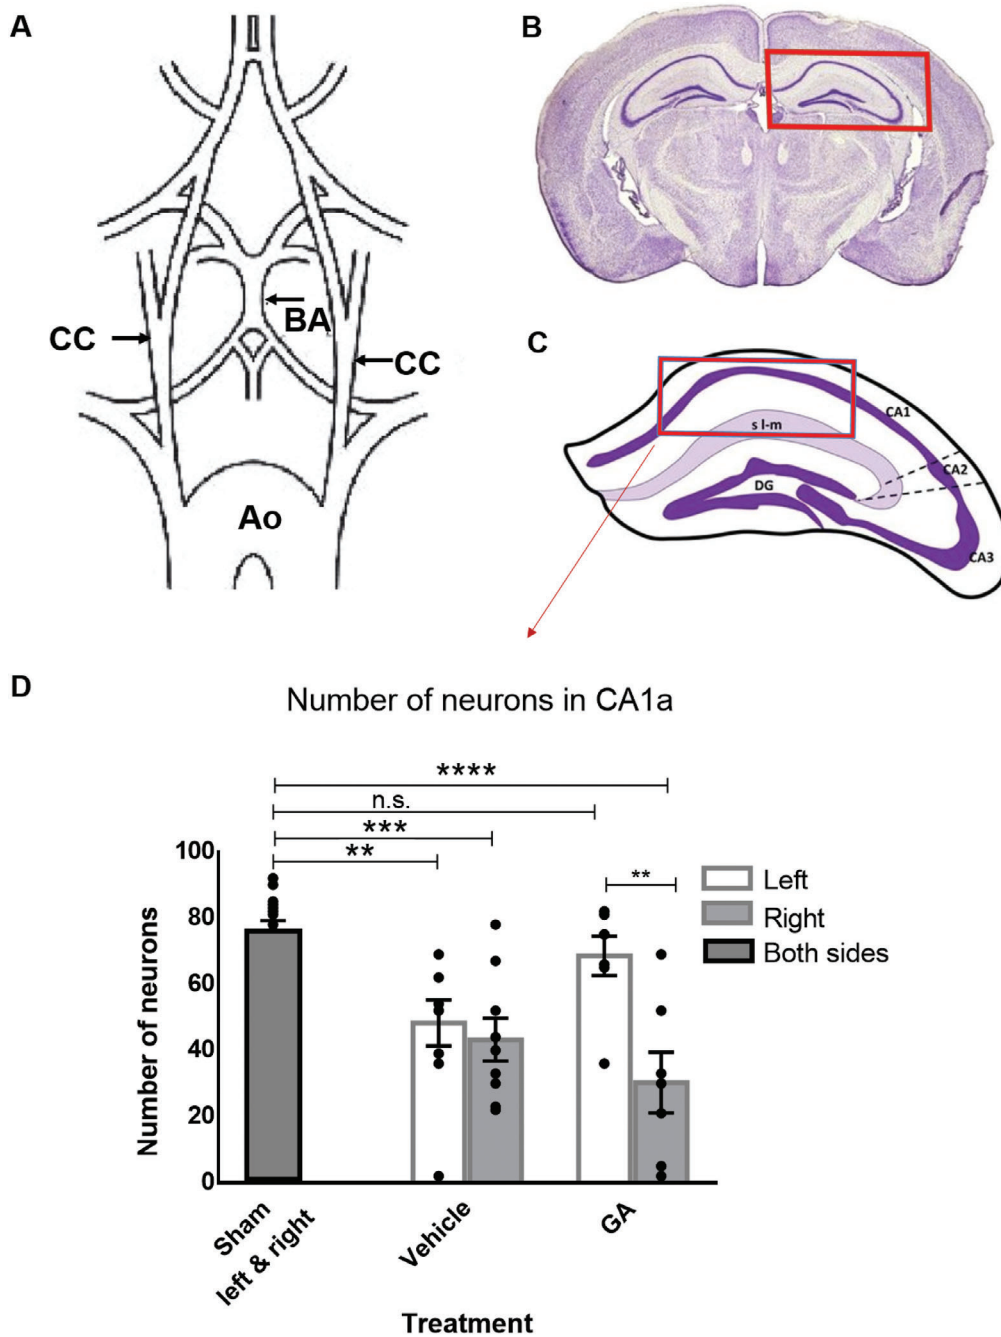 A
BA
CC
CC
Ao
B
C
CA1
s l-m
CA2
DG
CA3
D
Number of neurons in CA1a
****
n.s.
***
**
**
Number of neurons
100
80
60
40
20
0
Left
Right
Both sides
Sham
left & right
Vehicle
GA
Treatment